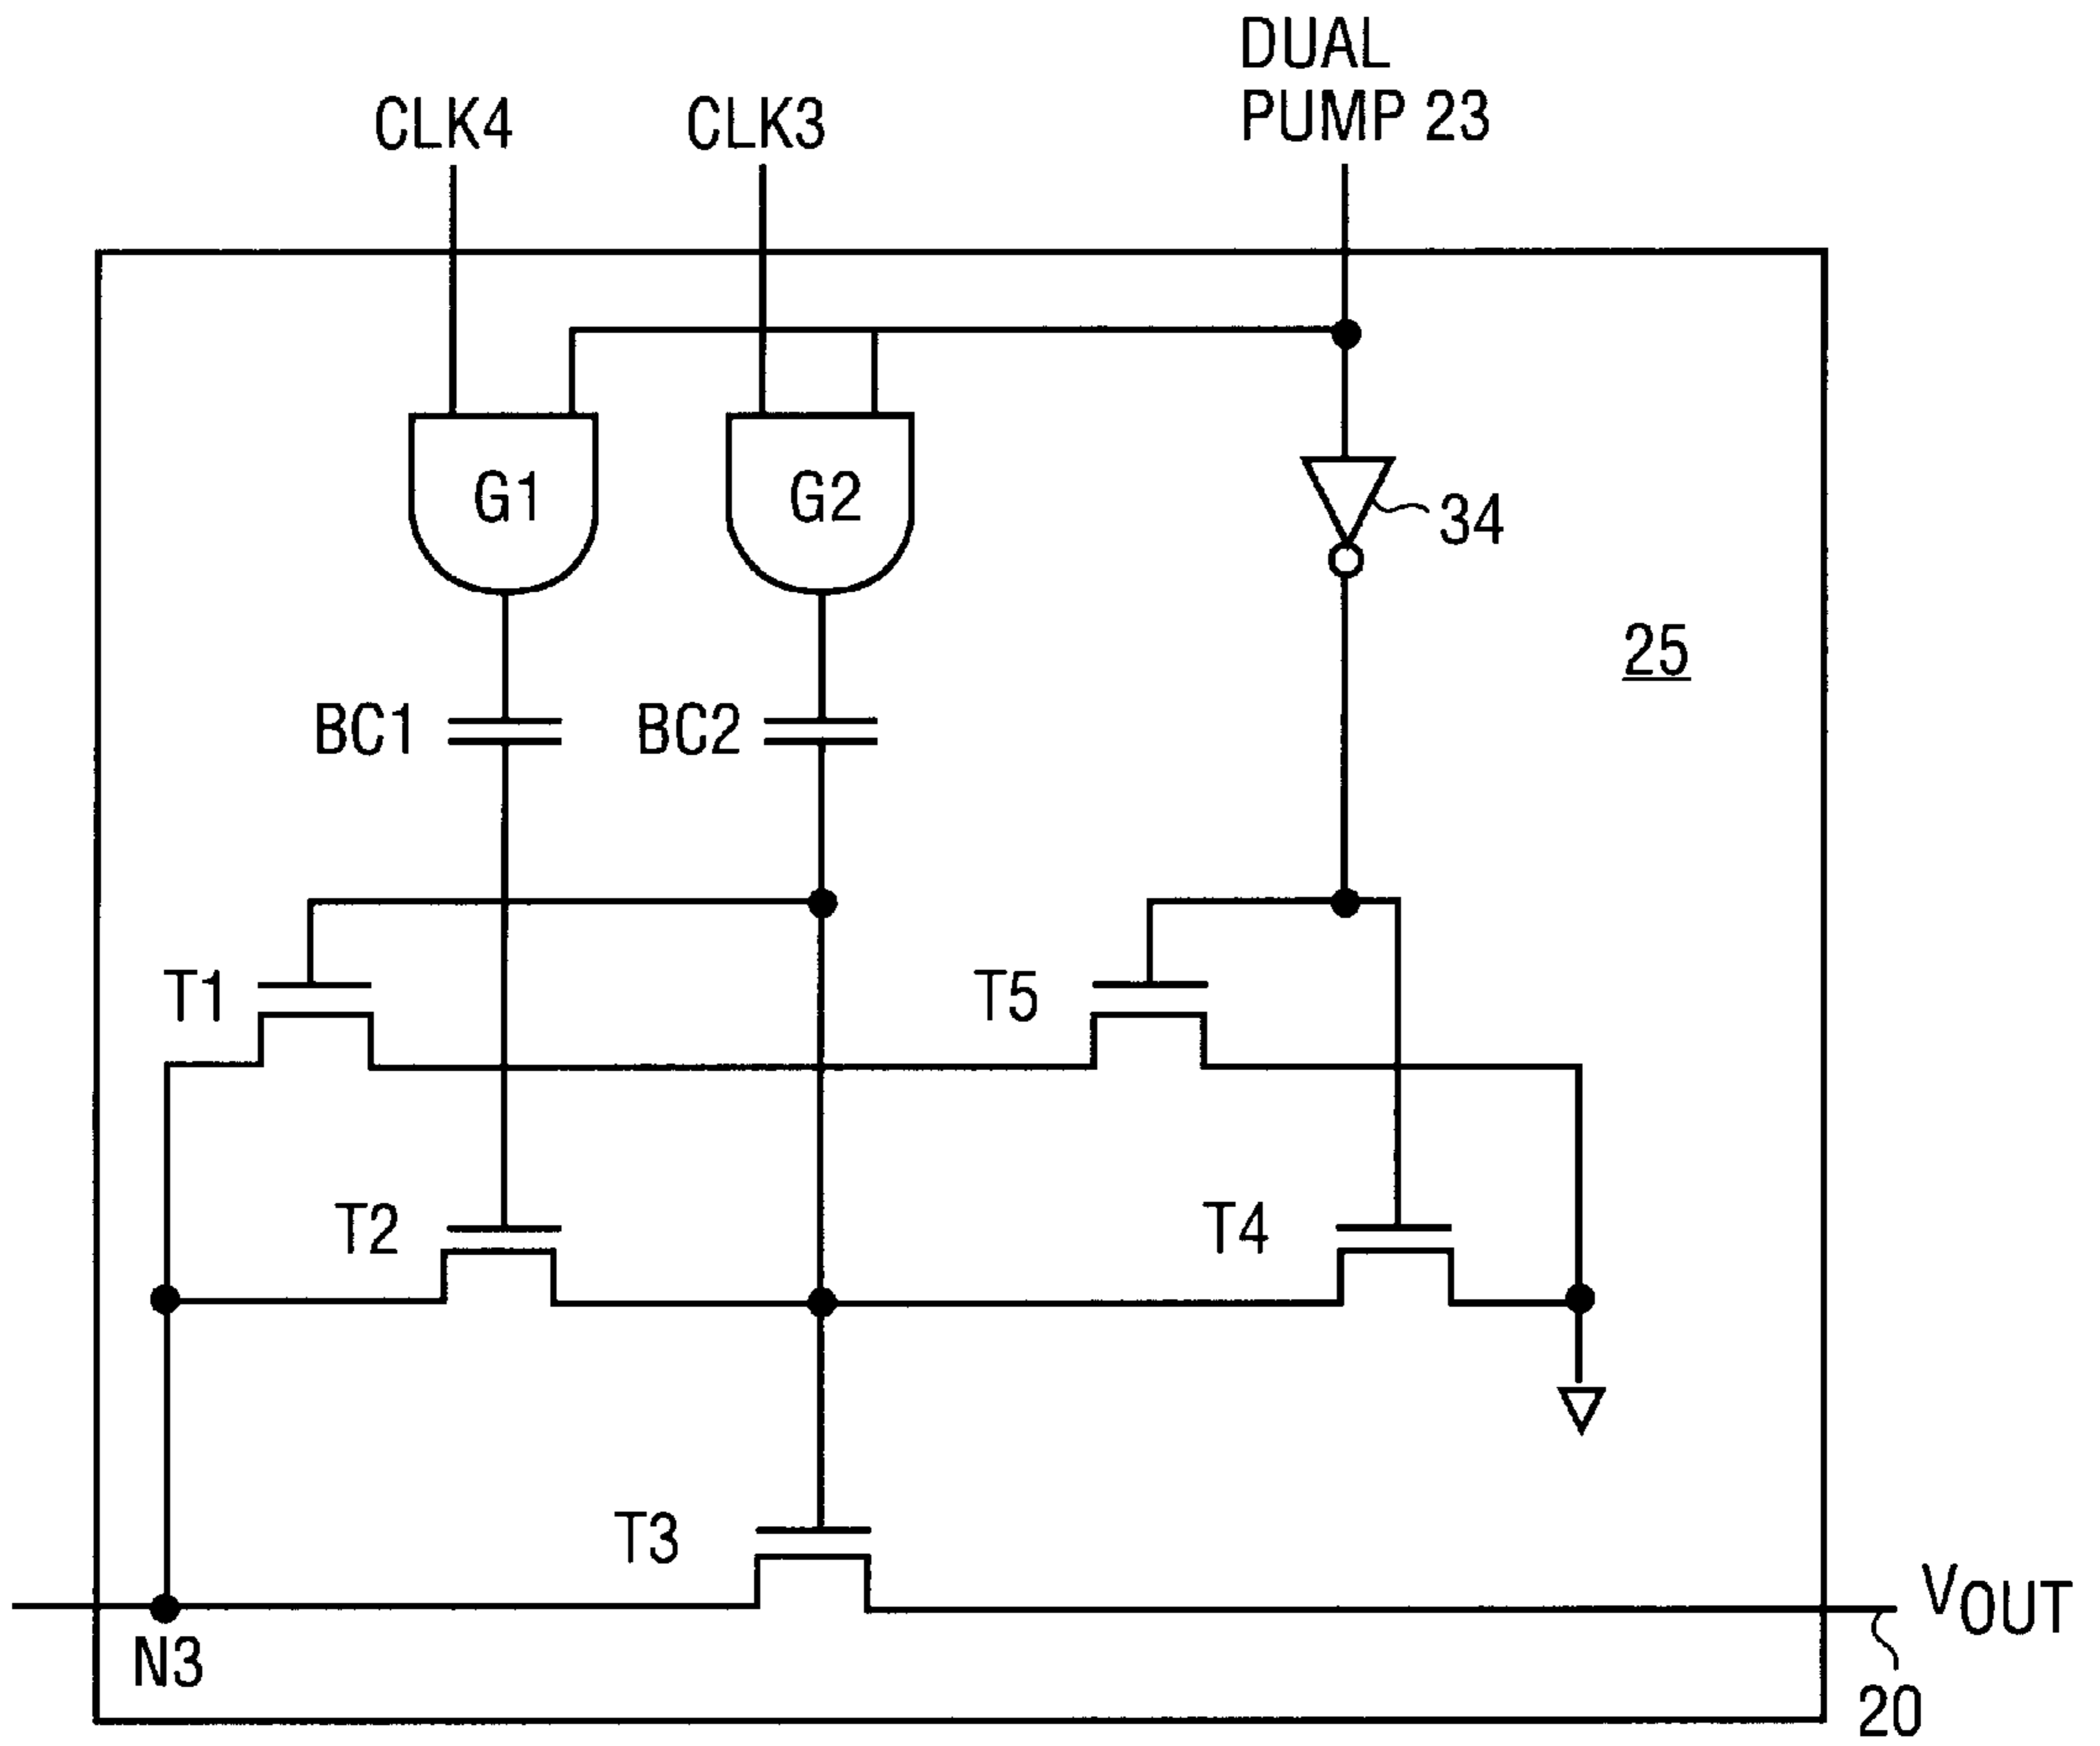 DUAL
PUMP 23
CLK4
CLK3
G1
G2
34
25
BC1
BC2
T1
T5
T2
T4
T3
VOUT
N3
20